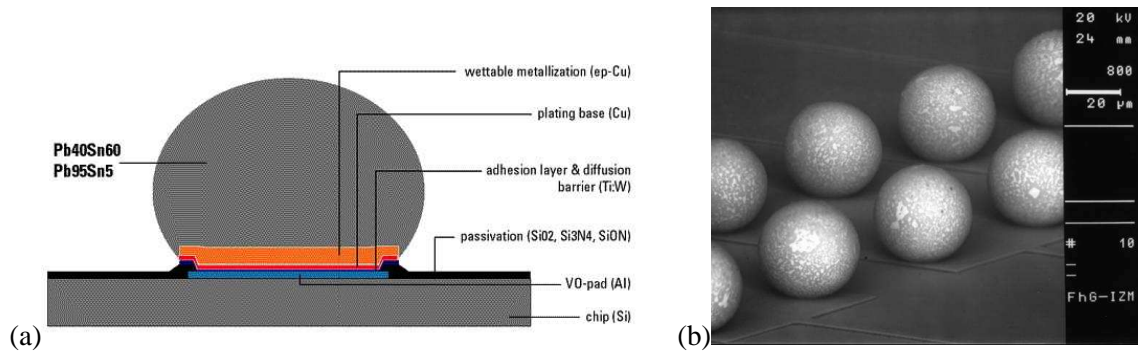 wettable metallization (ep-Cu)
plating base (Cu)
Pb40Sn60
Pb95Sn5
adhesion layer & diffusion
barrier (Ti:W)
passivation (Si02, Si3N4, SiON)
VO-pad (Al)
chip (Si)
(a)
20 kV
24 mm
800
20 µm
# 10
FhG-IZM
(b)